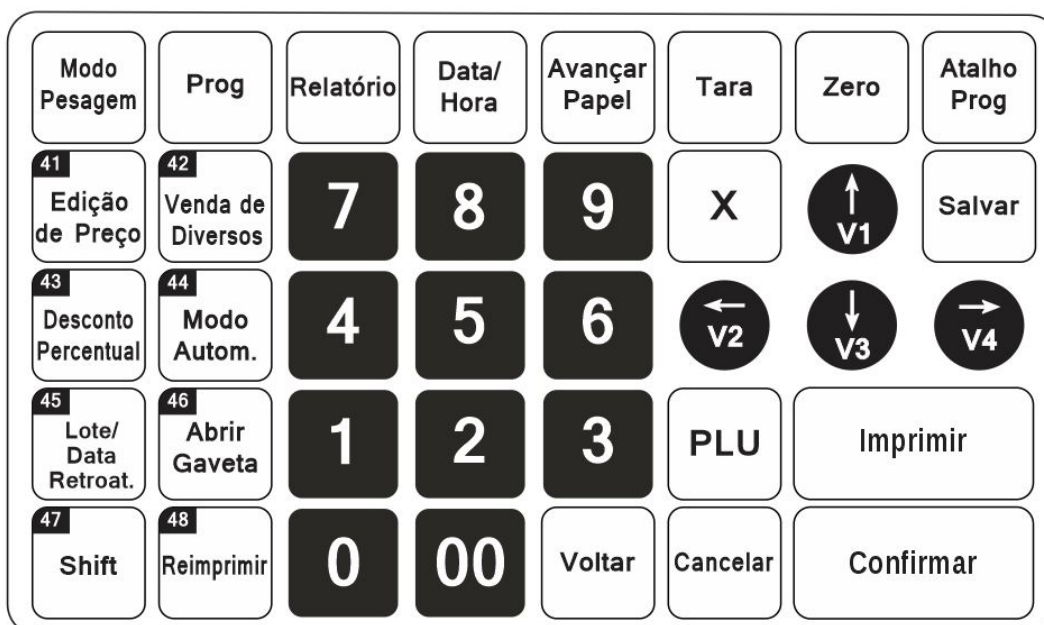 Modo
Pesagem
Prog
Relatório
Data/
Hora
Avançar
Papel
Tara
Zero
Atalho
Prog
41
Edição
de Preço
42
Venda de
Diversos
7
8
9
X
↑
V1
Salvar
43
Desconto
Percentual
44
Modo
Autom.
4
5
6
←
V2
↓
V3
→
V4
45
Lote/
Data
Retroat.
46
Abrir
Gaveta
1
2
3
PLU
Imprimir
47
Shift
48
Reimprimir
0
00
Voltar
Cancelar
Confirmar